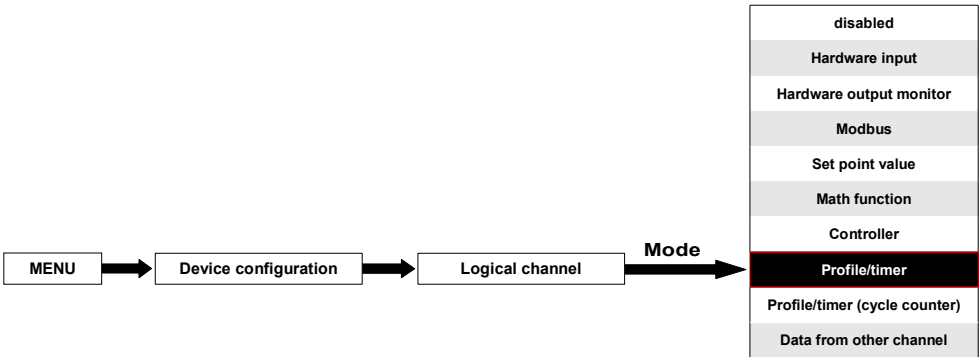 disabled
Hardware input
Hardware output monitor
Modbus
Set point value
Math function
Controller
MENU
Device configuration
Logical channel
Mode
Profile/timer
Profile/timer (cycle counter)
Data from other channel